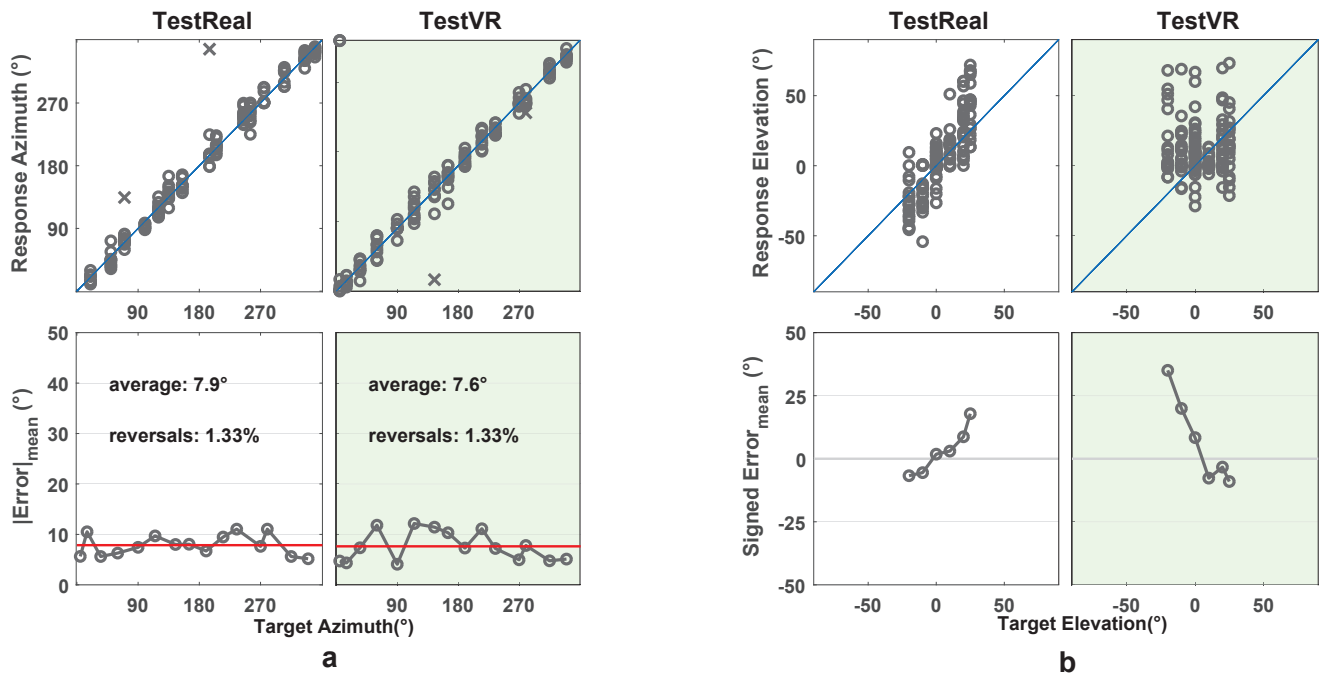 TestReal
TestVR
TestReal
TestVR
Response Azimuth (°)
270
180
90
90
180
270
90
180
270
Response Elevation (°)
50
0
-50
-50
0
50
-50
0
50
|Error|mean (°)
50
40
30
20
10
0
average: 7.9°
reversals: 1.33%
average: 7.6°
reversals: 1.33%
90
180
270
90
180
270
Target Azimuth(°)
a
Signed Errormean (°)
50
25
0
-25
-50
-50
0
50
-50
0
50
Target Elevation(°)
b